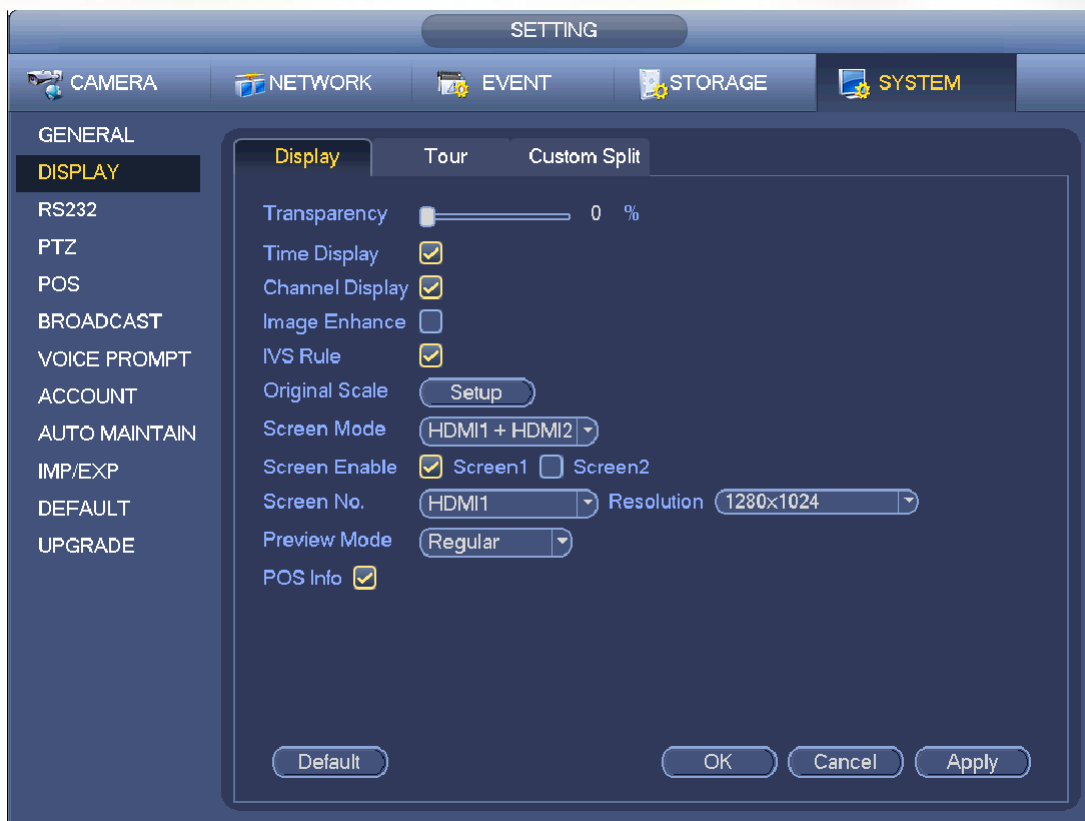 SETTING
CAMERA NETWORK EVENT STORAGE SYSTEM
GENERAL
DISPLAY
RS232
PTZ
POS
BROADCAST
VOICE PROMPT
ACCOUNT
AUTO MAINTAIN
IMP/EXP
DEFAULT
UPGRADE
Display Tour Custom Split
Transparency 0 %
Time Display
Channel Display
Image Enhance
IVS Rule
Original Scale Setup
Screen Mode HDMI1 + HDMI2
Screen Enable Screen1 Screen2
Screen No. HDMI1 Resolution 1280x1024
Preview Mode Regular
POS Info
Default OK Cancel Apply